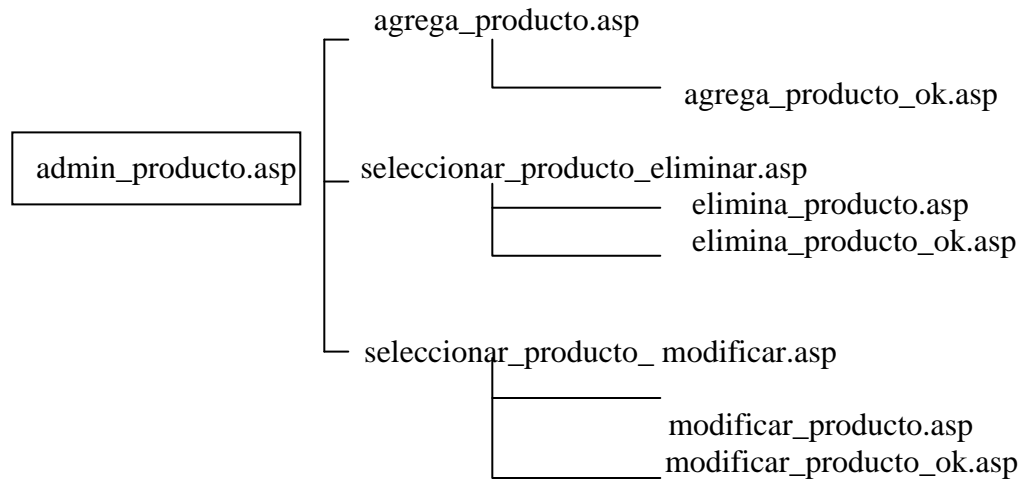 agrega_producto.asp
agrega_producto_ok.asp
admin_producto.asp
seleccionar_producto_eliminar.asp
elimina_producto.asp
elimina_producto_ok.asp
seleccionar_producto_ modificar.asp
modificar_producto.asp
modificar_producto_ok.asp